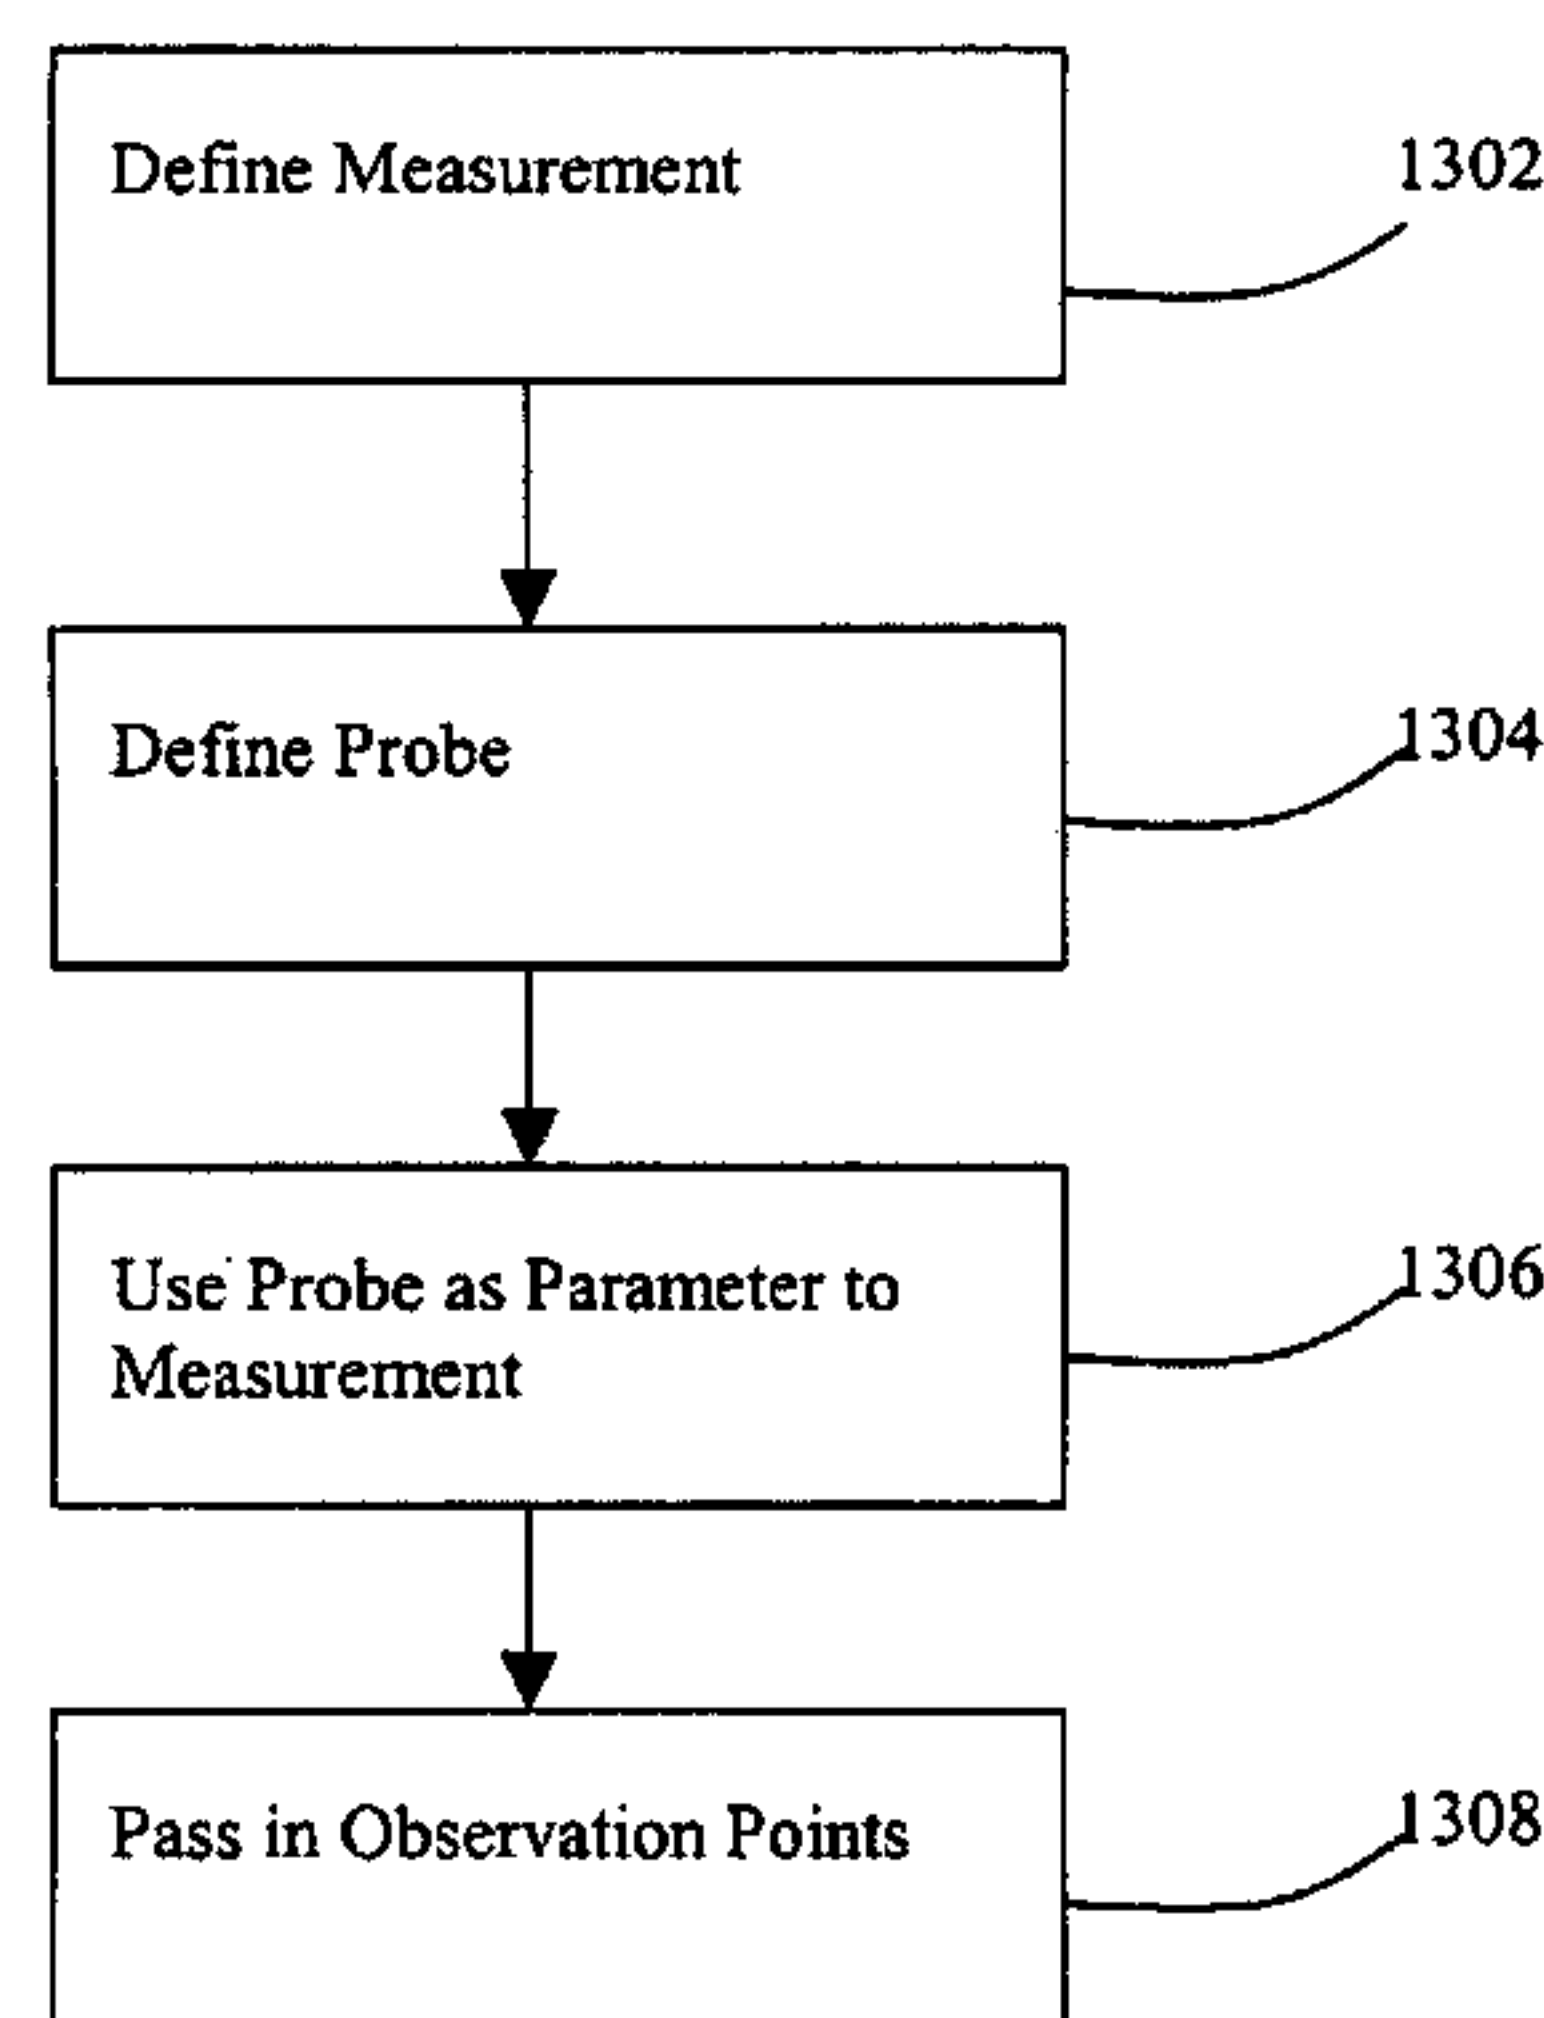 Define Measurement
1302
Define Probe
1304
Use Probe as Parameter to
Measurement
1306
Pass in Observation Points
1308